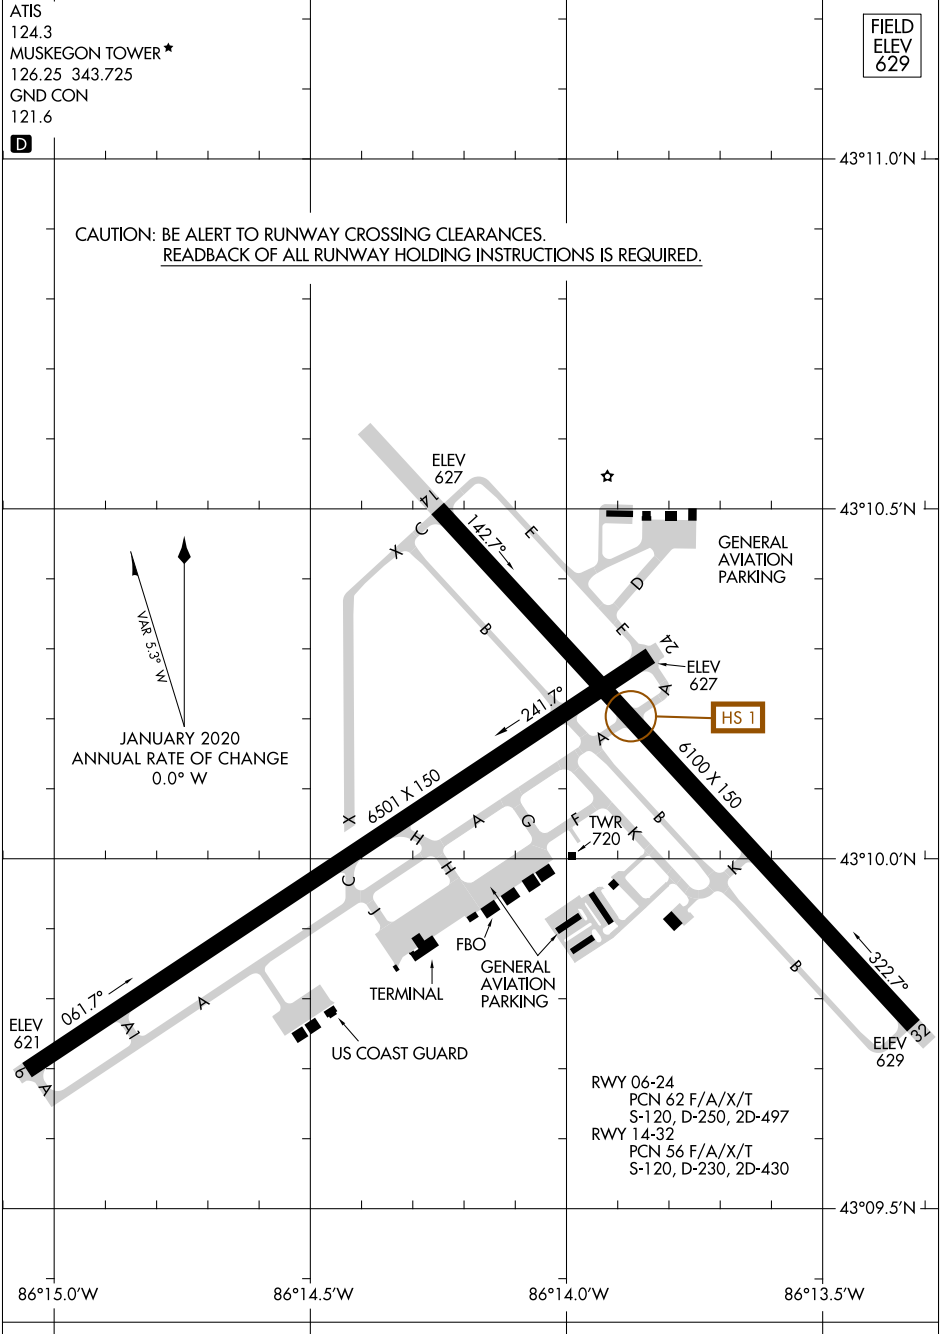 ATIS
124.3
MUSKEGON TOWER★
126.25 343.725
GND CON
121.6
D
FIELD
ELEV
629
43°11.0'N
CAUTION: BE ALERT TO RUNWAY CROSSING CLEARANCES.
READBACK OF ALL RUNWAY HOLDING INSTRUCTIONS IS REQUIRED.
ELEV
627
14
43°10.5'N
C
X
142.7°
E
GENERAL
AVIATION
PARKING
D
VAR 5.3° W
B
E
24
ELEV
627
A
241.7°
HS 1
A
JANUARY 2020
ANNUAL RATE OF CHANGE
0.0° W
6100 X 150
6501 X 150
X
H
A
G
F
TWR
720
K
B
43°10.0'N
H
C
K
J
FBO
GENERAL
AVIATION
PARKING
TERMINAL
B
322.7°
061.7°
A
A1
ELEV
621
US COAST GUARD
32
ELEV
629
6
A
RWY 06-24
PCN 62 F/A/X/T
S-120, D-250, 2D-497
RWY 14-32
PCN 56 F/A/X/T
S-120, D-230, 2D-430
43°09.5'N
86°15.0'W
86°14.5'W
86°14.0'W
86°13.5'W